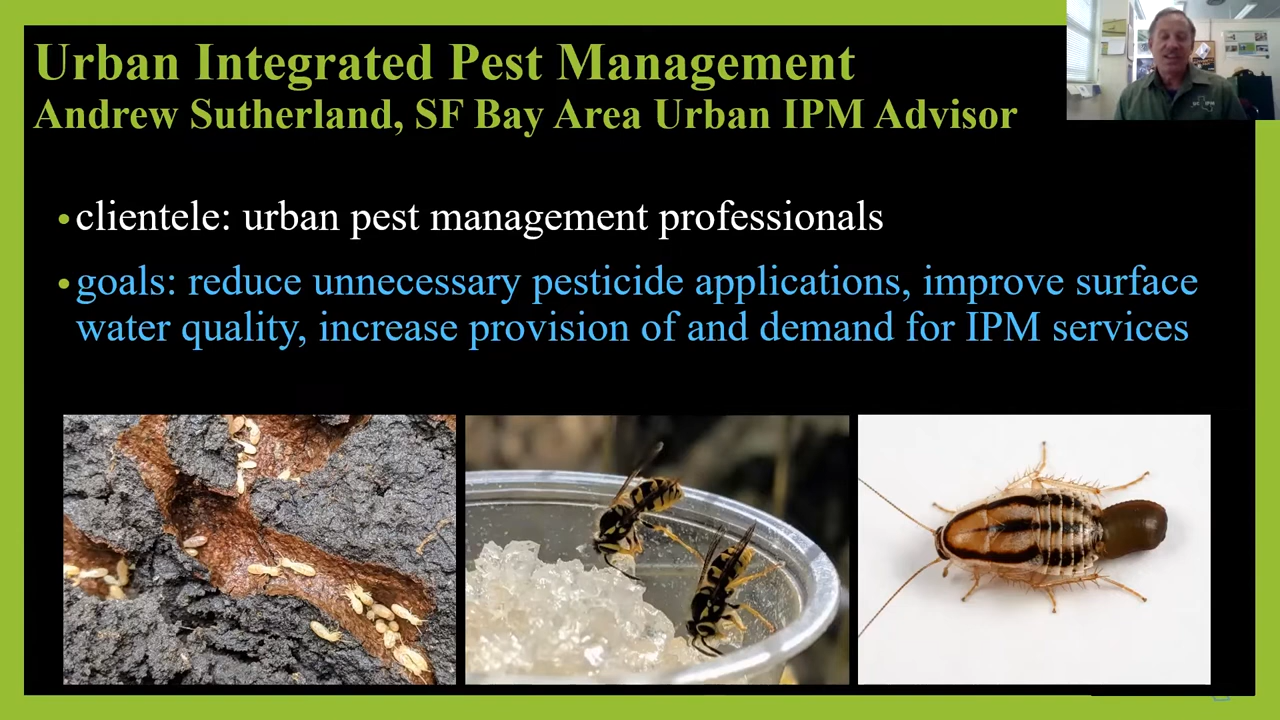 Urban Integrated Pest Management
Andrew Sutherland, SF Bay Area Urban IPM Advisor
• clientele: urban pest management professionals
• goals: reduce unnecessary pesticide applications, improve surface
water quality, increase provision of and demand for IPM services